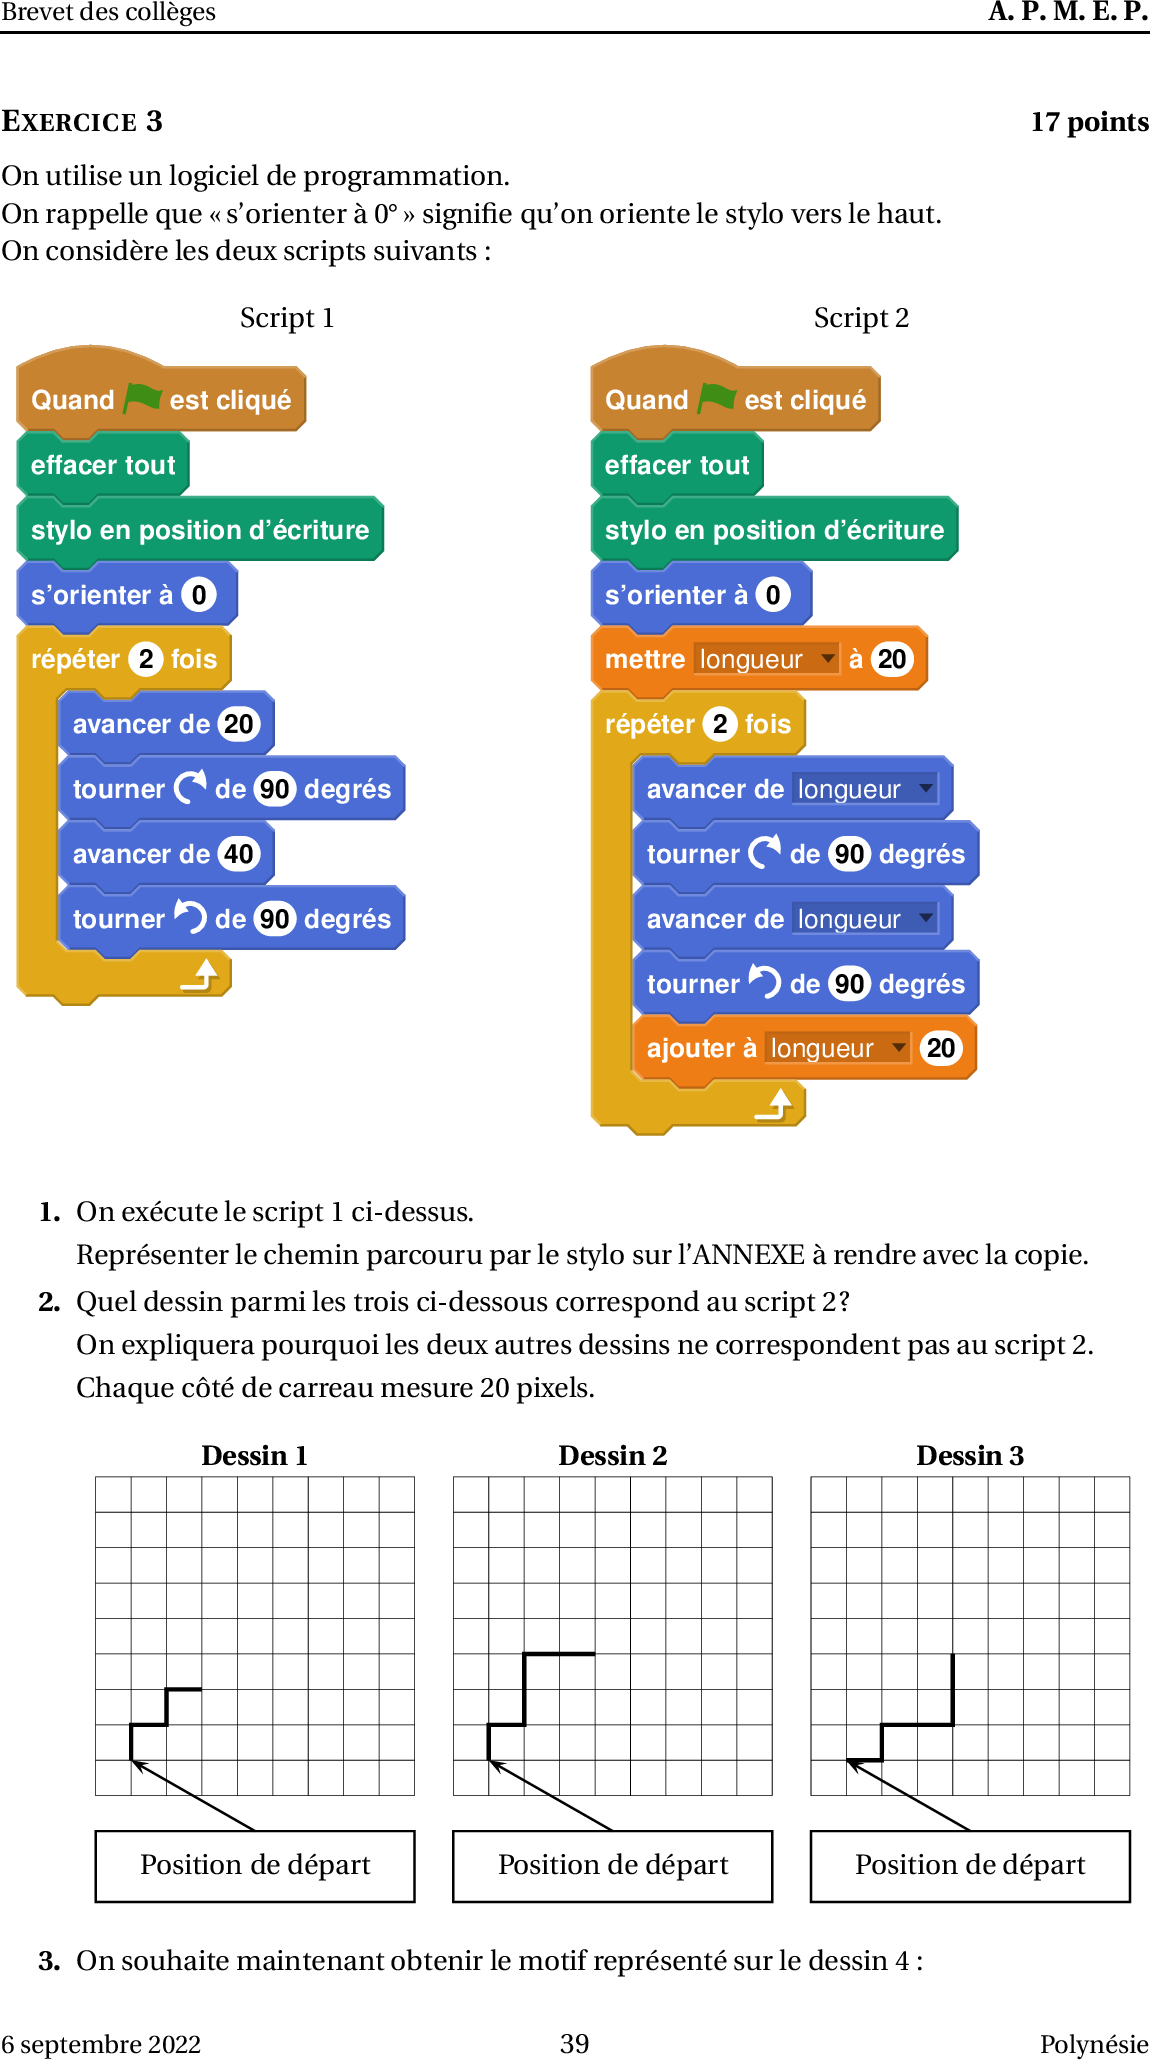 Brevet des collèges A. P. M. E. P.
EXERCICE 3 17 points
On utilise un logiciel de programmation.
On rappelle que « s’orienter à 0° » signifie qu’on oriente le stylo vers le haut.
On considère les deux scripts suivants :
Script 1
Quand est cliqué
effacer tout
stylo en position d’écriture
s’orienter à 0
répéter 2 fois
avancer de 20
tourner de 90 degrés
avancer de 40
tourner de 90 degrés
Script 2
Quand est cliqué
effacer tout
stylo en position d’écriture
s’orienter à 0
mettre longueur à 20
répéter 2 fois
avancer de longueur
tourner de 90 degrés
avancer de longueur
tourner de 90 degrés
ajouter à longueur 20
1. On exécute le script 1 ci-dessus.
Représenter le chemin parcouru par le stylo sur l’ANNEXE à rendre avec la copie.
2. Quel dessin parmi les trois ci-dessous correspond au script 2 ?
On expliquera pourquoi les deux autres dessins ne correspondent pas au script 2.
Chaque côté de carreau mesure 20 pixels.
Dessin 1 Dessin 2 Dessin 3
Position de départ Position de départ Position de départ
3. On souhaite maintenant obtenir le motif représenté sur le dessin 4 :
6 septembre 2022 39 Polynésie